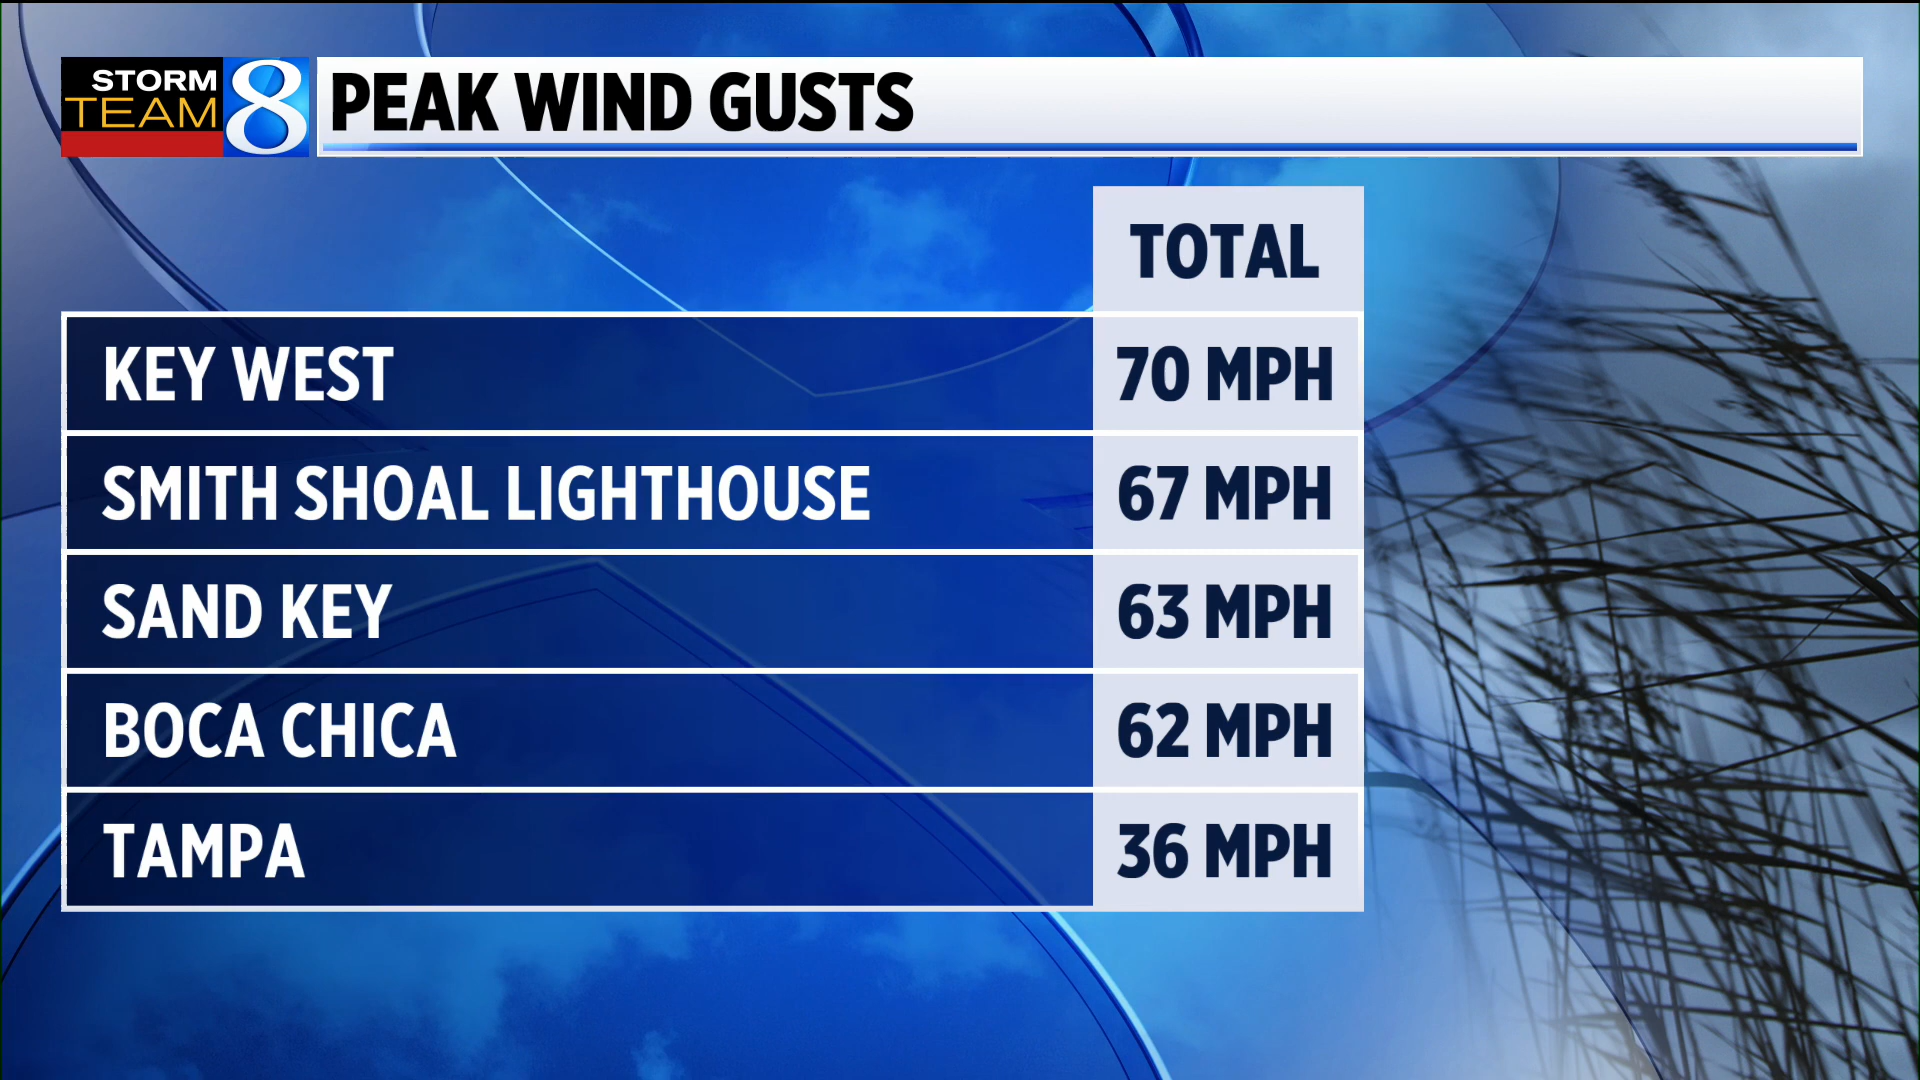 STORM
TEAM
8
PEAK WIND GUSTS
TOTAL
KEY WEST 70 MPH
SMITH SHOAL LIGHTHOUSE 67 MPH
SAND KEY 63 MPH
BOCA CHICA 62 MPH
TAMPA 36 MPH